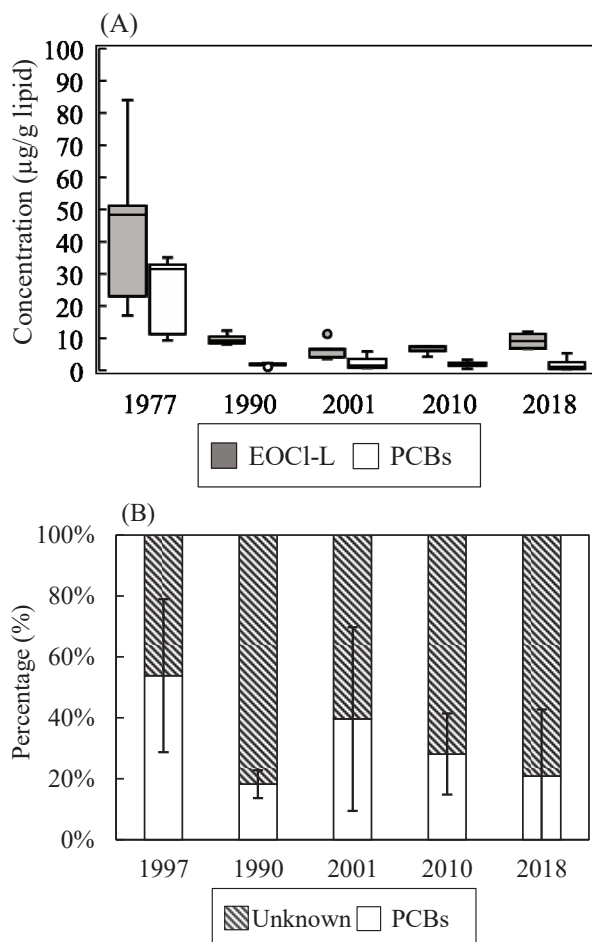 (A)
Concentration (µg/g lipid)
100
90
80
70
60
50
40
30
20
10
0
1977 1990 2001 2010 2018
EOCl-L PCBs
(B)
Percentage (%)
100%
80%
60%
40%
20%
0%
1997 1990 2001 2010 2018
Unknown PCBs